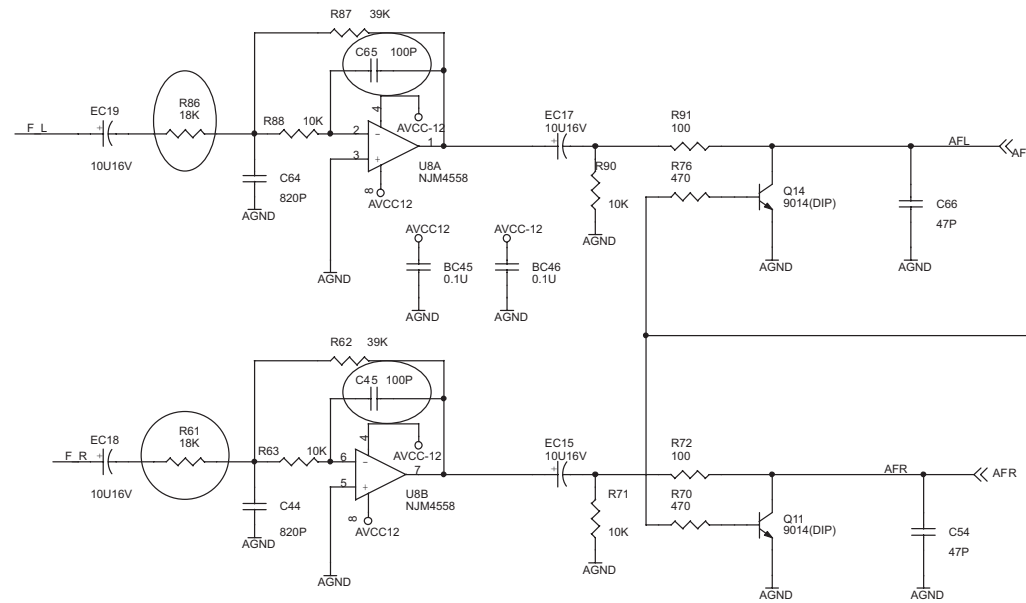 R87 39K
C65 100P
EC19
R86
18K
R88 10K
F_L
10U16V
4
AVCC-12
2
1
3
U8A
NJM4558
8
AVCC12
C64
820P
AGND
AGND
EC17
10U16V
R91
100
R90
10K
AGND
R76
470
Q14
9014(DIP)
AGND
AFL
AF
C66
47P
AGND
AVCC12
BC45
0.1U
AGND
AVCC-12
BC46
0.1U
AGND
R62 39K
C45 100P
EC18
R61
18K
R63 10K
F_R
10U16V
4
AVCC-12
6
7
5
U8B
NJM4558
8
AVCC12
C44
820P
AGND
AGND
EC15
10U16V
R72
100
R71
10K
AGND
R70
470
Q11
9014(DIP)
AGND
AFR
AFR
C54
47P
AGND